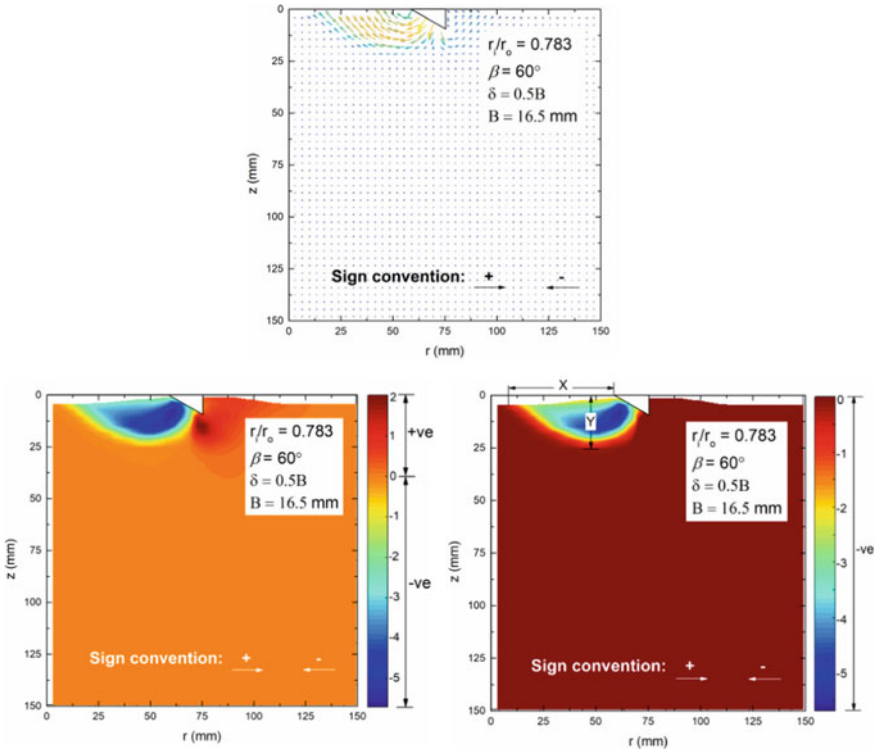 0
25
50
75
100
125
150
z (mm)
r_i/r_o = 0.783
β = 60°
δ = 0.5B
B = 16.5 mm
Sign convention: + -
0 25 50 75 100 125 150
r (mm)
0
25
50
75
100
125
150
z (mm)
r_i/r_o = 0.783
β = 60°
δ = 0.5B
B = 16.5 mm
Sign convention: + -
0 25 50 75 100 125 150
r (mm)
2
1
0
-1
-2
-3
-4
-5
+ve
-ve
X
Y
0
25
50
75
100
125
150
z (mm)
r_i/r_o = 0.783
β = 60°
δ = 0.5B
B = 16.5 mm
Sign convention: + -
0 25 50 75 100 125 150
r (mm)
0
-1
-2
-3
-4
-5
-ve